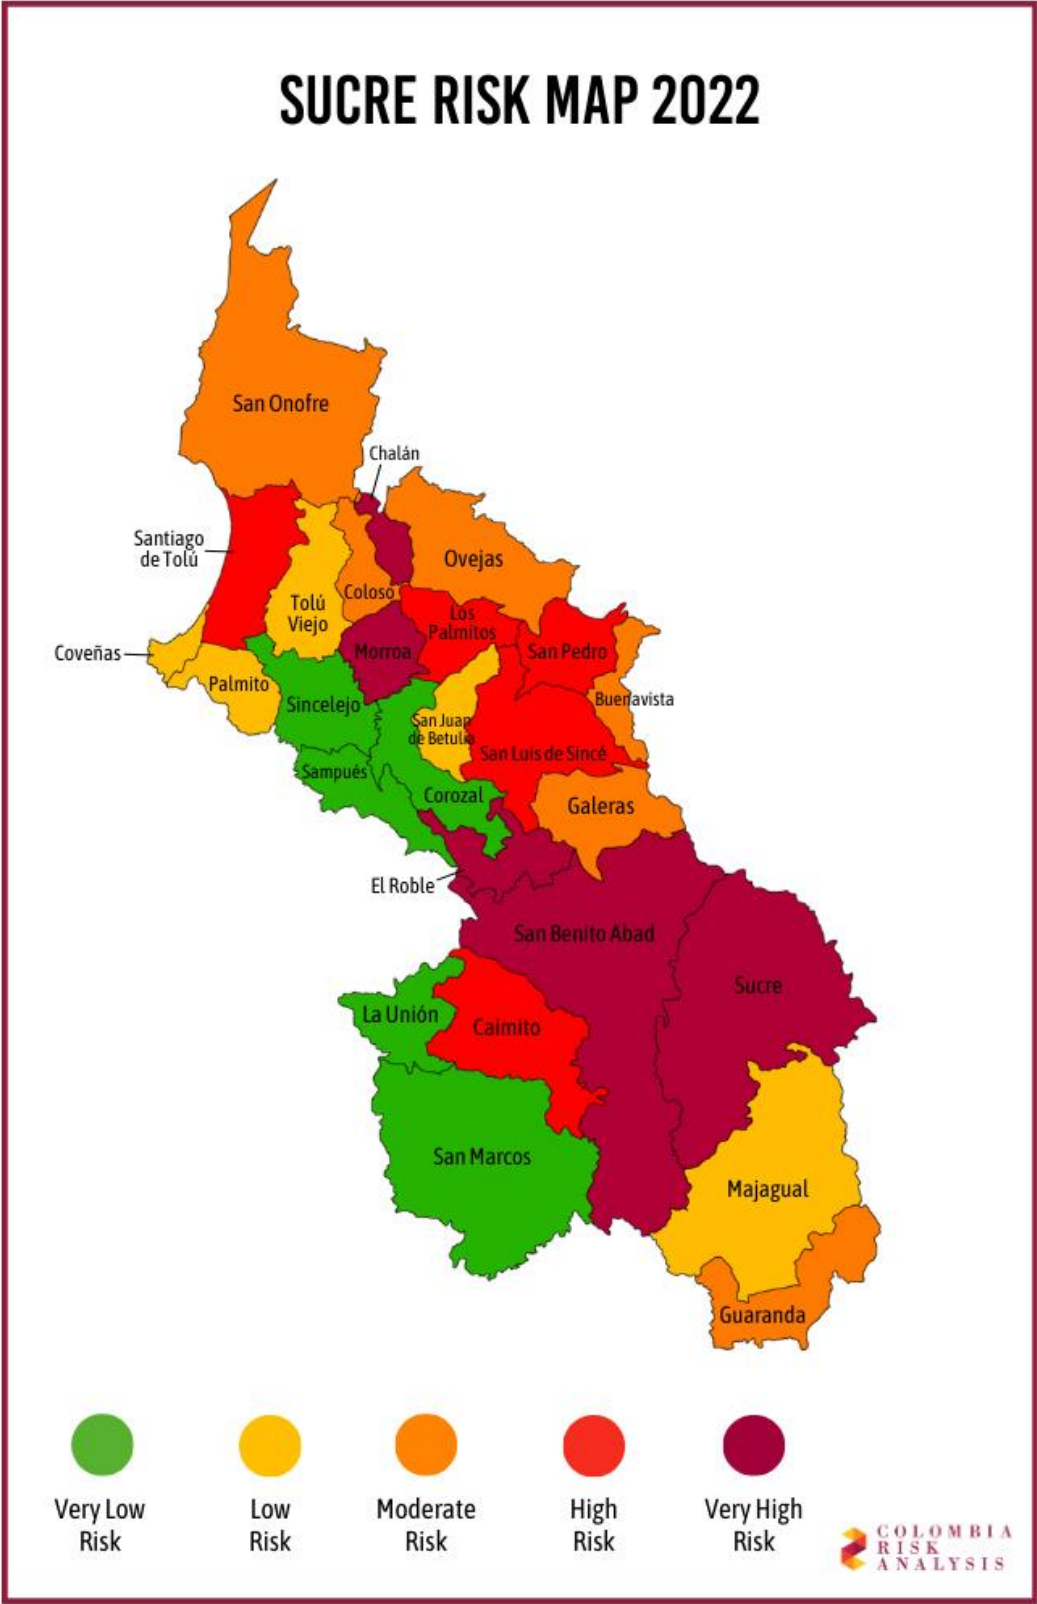 SUCRE RISK MAP 2022
San Onofre
Chalán
Santiago
de Tolú
Ovejas
Coloso
Tolú
Viejo
Los
Palmitos
Coveñas
Morroa
San Pedro
Palmito
Sincelejo
Buenavista
San Juan
de Betulia
San Luis de Sincé
Sampués
Corozal
Galeras
El Roble
San Benito Abad
Sucre
La Unión
Caimito
San Marcos
Majagual
Guaranda
Very Low
Risk
Low
Risk
Moderate
Risk
High
Risk
Very High
Risk
COLOMBIA
RISK
ANALYSIS